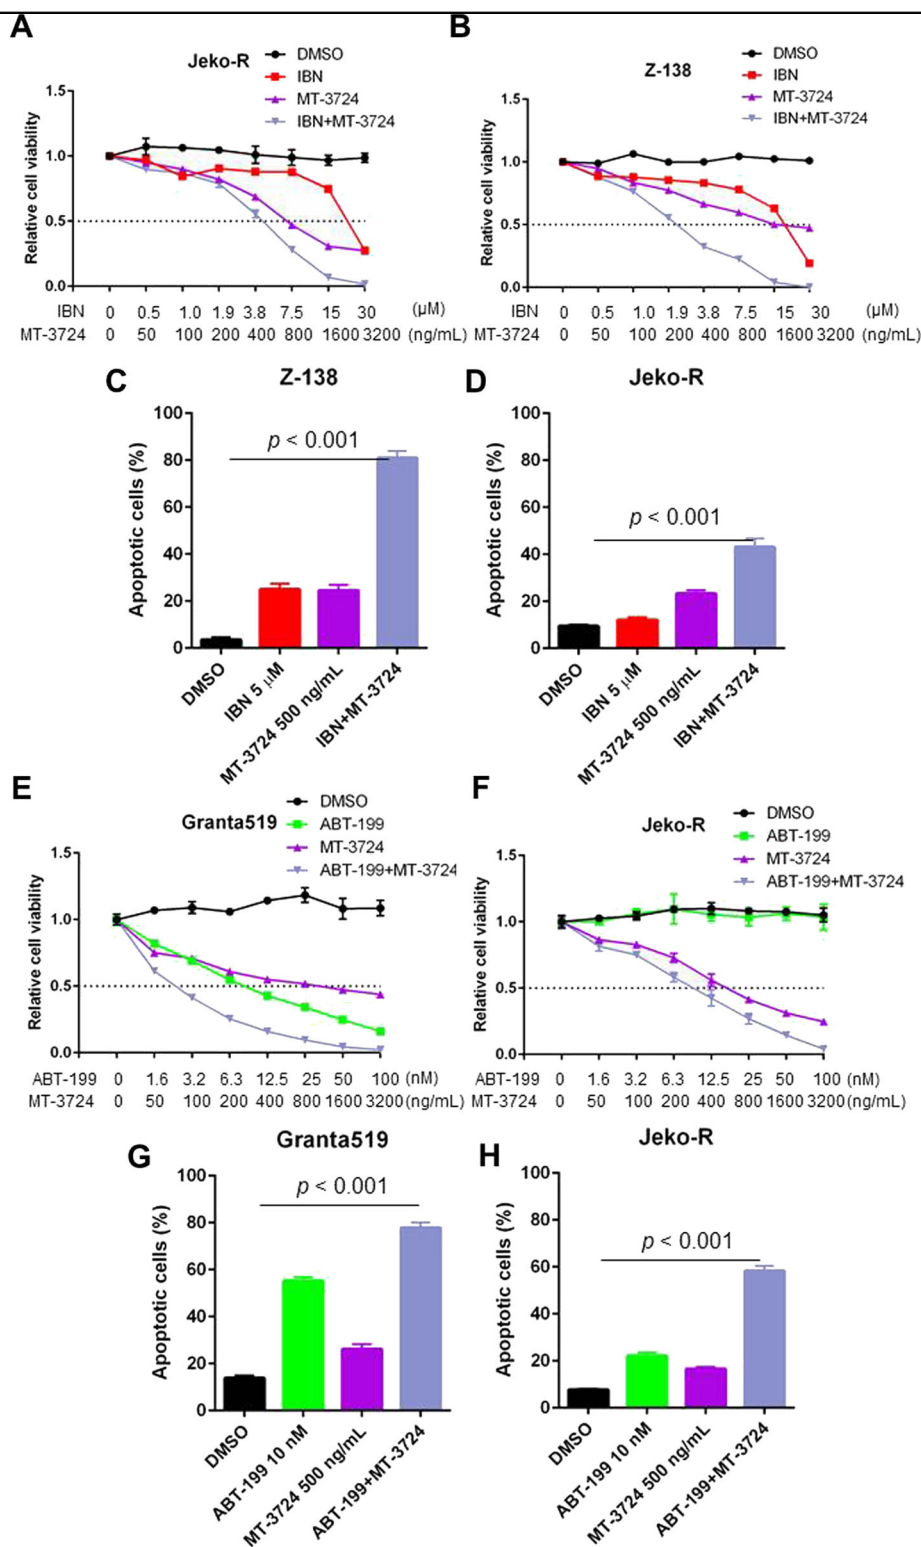 A
Jeko-R
DMSO
IBN
MT-3724
IBN+MT-3724
Relative cell viability
1.5
1.0
0.5
0.0
IBN 0 0.5 1.0 1.9 3.8 7.5 15 30 (μM)
MT-3724 0 50 100 200 400 800 1600 3200 (ng/mL)
B
Z-138
DMSO
IBN
MT-3724
IBN+MT-3724
Relative cell viability
1.5
1.0
0.5
0.0
IBN 0 0.5 1.0 1.9 3.8 7.5 15 30 (μM)
MT-3724 0 50 100 200 400 800 1600 3200 (ng/mL)
C
Z-138
Apoptotic cells (%)
100
80
60
40
20
0
p < 0.001
DMSO
IBN 5 μM
MT-3724 500 ng/mL
IBN+MT-3724
D
Jeko-R
Apoptotic cells (%)
100
80
60
40
20
0
p < 0.001
DMSO
IBN 5 μM
MT-3724 500 ng/mL
IBN+MT-3724
E
Granta519
DMSO
ABT-199
MT-3724
ABT-199+MT-3724
Relative cell viability
1.5
1.0
0.5
0.0
ABT-199 0 1.6 3.2 6.3 12.5 25 50 100 (nM)
MT-3724 0 50 100 200 400 800 1600 3200 (ng/mL)
F
Jeko-R
DMSO
ABT-199
MT-3724
ABT-199+MT-3724
Relative cell viability
1.5
1.0
0.5
0.0
ABT-199 0 1.6 3.2 6.3 12.5 25 50 100 (nM)
MT-3724 0 50 100 200 400 800 1600 3200 (ng/mL)
G
Granta519
Apoptotic cells (%)
100
80
60
40
20
0
p < 0.001
DMSO
ABT-199 10 nM
MT-3724 500 ng/mL
ABT-199+MT-3724
H
Jeko-R
Apoptotic cells (%)
100
80
60
40
20
0
p < 0.001
DMSO
ABT-199 10 nM
MT-3724 500 ng/mL
ABT-199+MT-3724